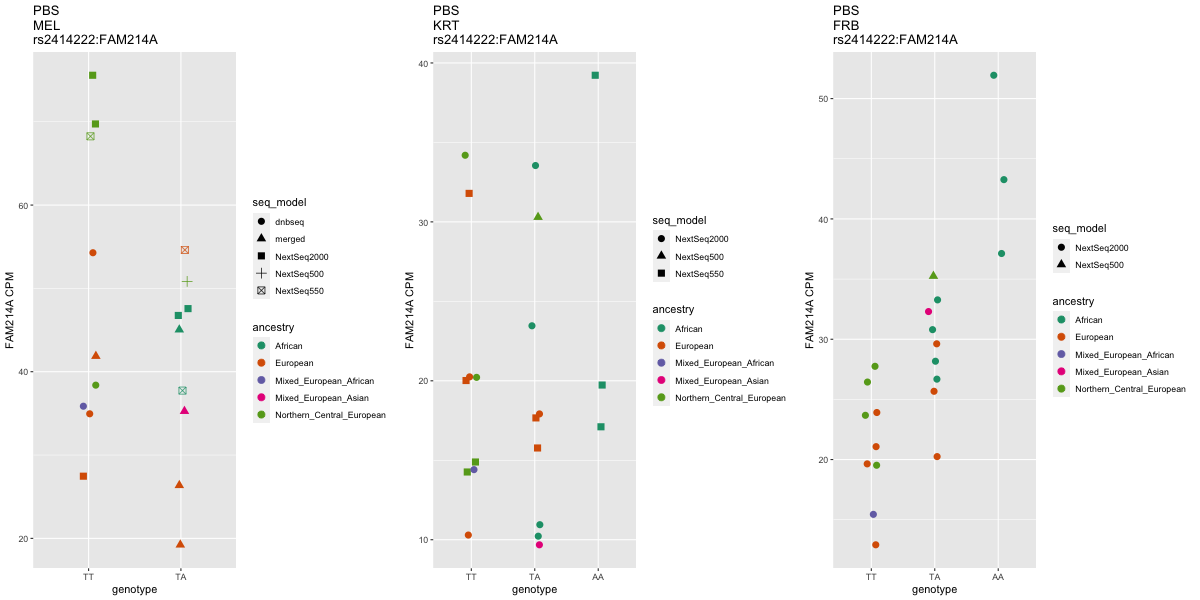 PBS
MEL
rs2414222:FAM214A
FAM214A CPM
60
40
20
TT
TA
genotype
seq_model
dnbseq
merged
NextSeq2000
NextSeq500
NextSeq550
ancestry
African
European
Mixed_European_African
Mixed_European_Asian
Northern_Central_European
PBS
KRT
rs2414222:FAM214A
FAM214A CPM
40
30
20
10
TT
TA
AA
genotype
seq_model
NextSeq2000
NextSeq500
NextSeq550
ancestry
African
European
Mixed_European_African
Mixed_European_Asian
Northern_Central_European
PBS
FRB
rs2414222:FAM214A
FAM214A CPM
50
40
30
20
TT
TA
AA
genotype
seq_model
NextSeq2000
NextSeq500
ancestry
African
European
Mixed_European_African
Mixed_European_Asian
Northern_Central_European